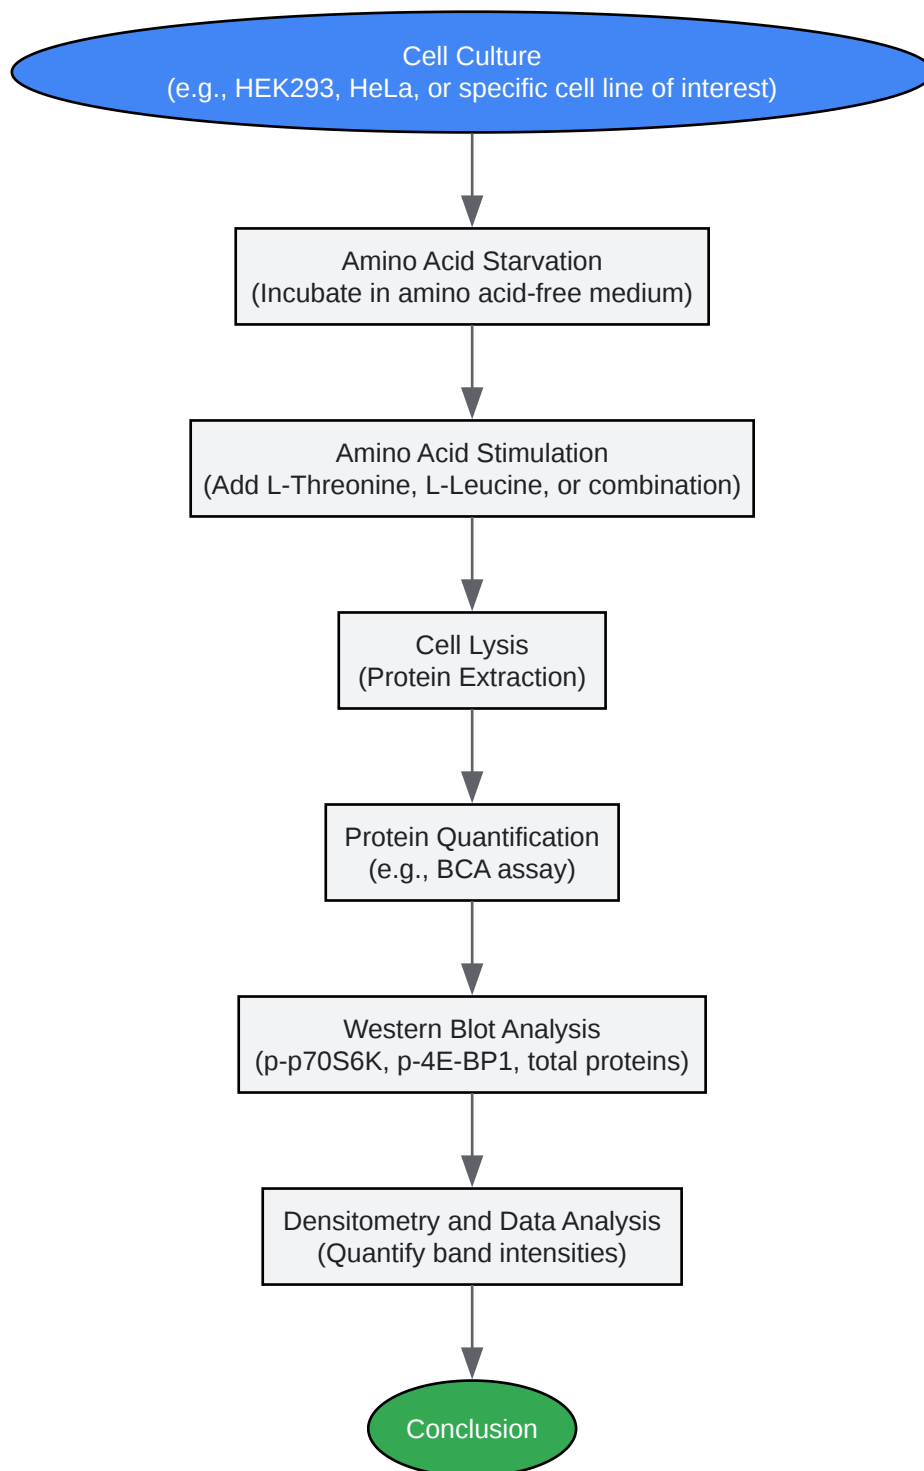 Cell Culture
(e.g., HEK293, HeLa, or specific cell line of interest)
Amino Acid Starvation
(Incubate in amino acid-free medium)
Amino Acid Stimulation
(Add L-Threonine, L-Leucine, or combination)
Cell Lysis
(Protein Extraction)
Protein Quantification
(e.g., BCA assay)
Western Blot Analysis
(p-p70S6K, p-4E-BP1, total proteins)
Densitometry and Data Analysis
(Quantify band intensities)
Conclusion